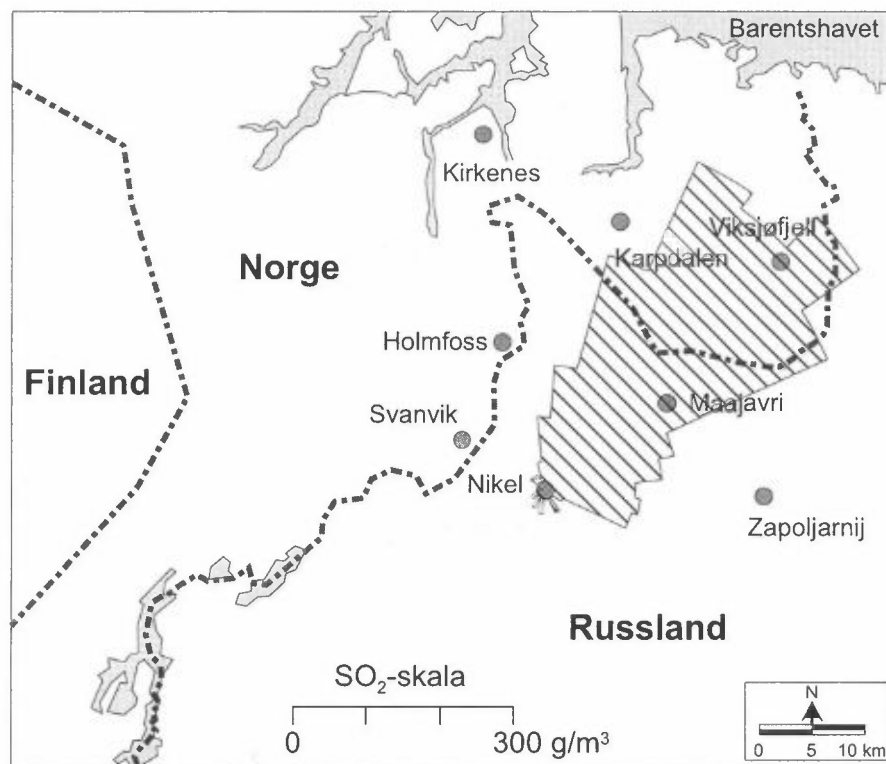 Barentshavet
Kirkenes
Viksjøfjell
Karpdalen
Norge
Holmfoss
Finland
Maajavri
Svanvik
Nikel
Zapoljarnij
Russland
SO₂-skala
0 300 g/m³
N
0 5 10 km